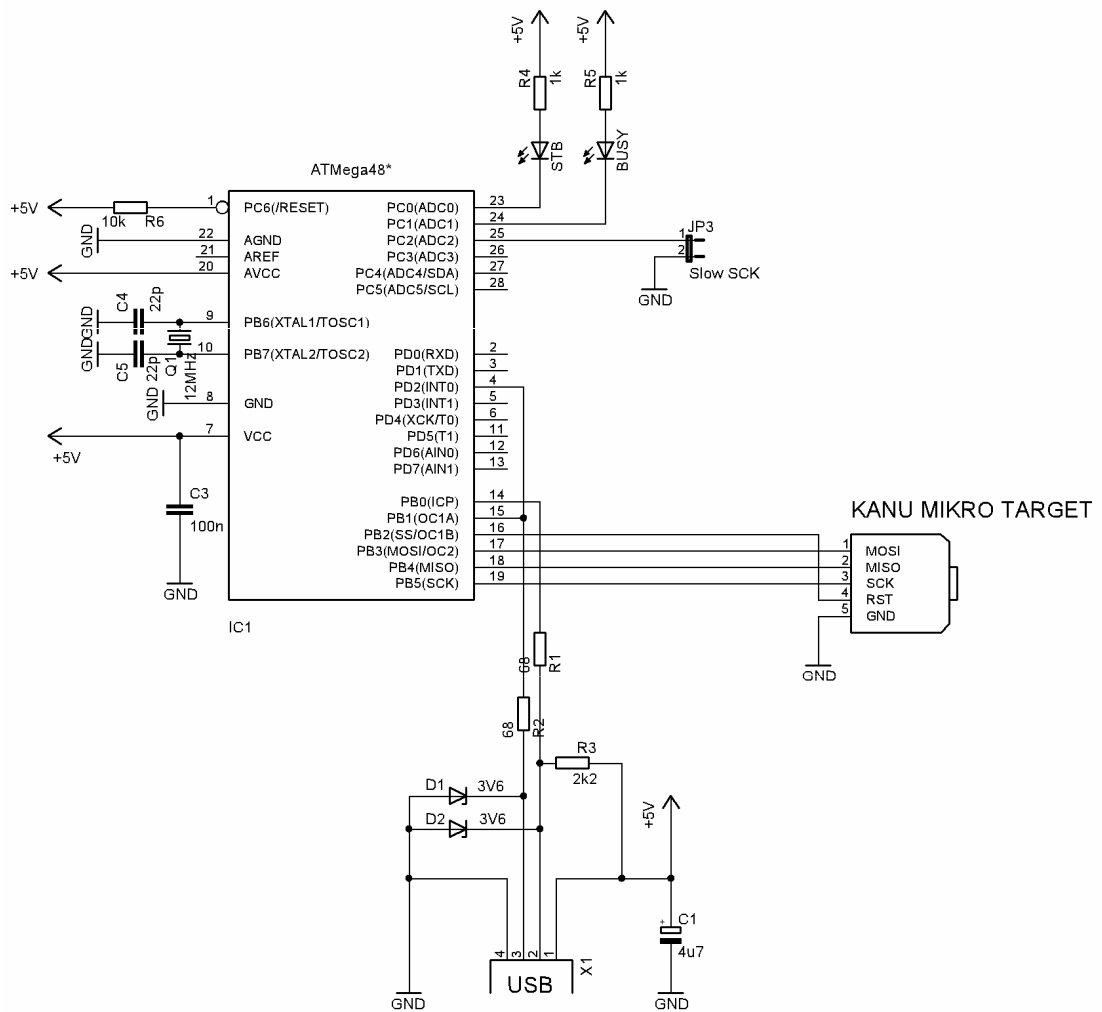 +5V
+5V
R4
1k
R5
1k
STB
BUSY
ATMega48*
+5V
10k
R6
1
PC6(/RESET)
GND
22
AGND
21
AREF
+5V
20
AVCC
GND
C4
22p
9
PB6(XTAL1/TOSC1)
GND
C5
22p
Q1
12MHz
10
PB7(XTAL2/TOSC2)
GND
8
GND
+5V
7
VCC
C3
100n
GND
IC1
PC0(ADC0)
23
PC1(ADC1)
24
PC2(ADC2)
25
PC3(ADC3)
26
PC4(ADC4/SDA)
27
PC5(ADC5/SCL)
28
PD0(RXD)
2
PD1(TXD)
3
PD2(INT0)
4
PD3(INT1)
5
PD4(XCK/T0)
6
PD5(T1)
11
PD6(AIN0)
12
PD7(AIN1)
13
PB0(ICP)
14
PB1(OC1A)
15
PB2(SS/OC1B)
16
PB3(MOSI/OC2)
17
PB4(MISO)
18
PB5(SCK)
19
JP3
1
2
Slow SCK
GND
KANU MIKRO TARGET
1
MOSI
2
MISO
3
SCK
4
RST
5
GND
GND
68
R1
68
R2
R3
2k2
D1
3V6
D2
3V6
+5V
C1
+
4u7
4
3
2
1
X1
USB
GND
GND